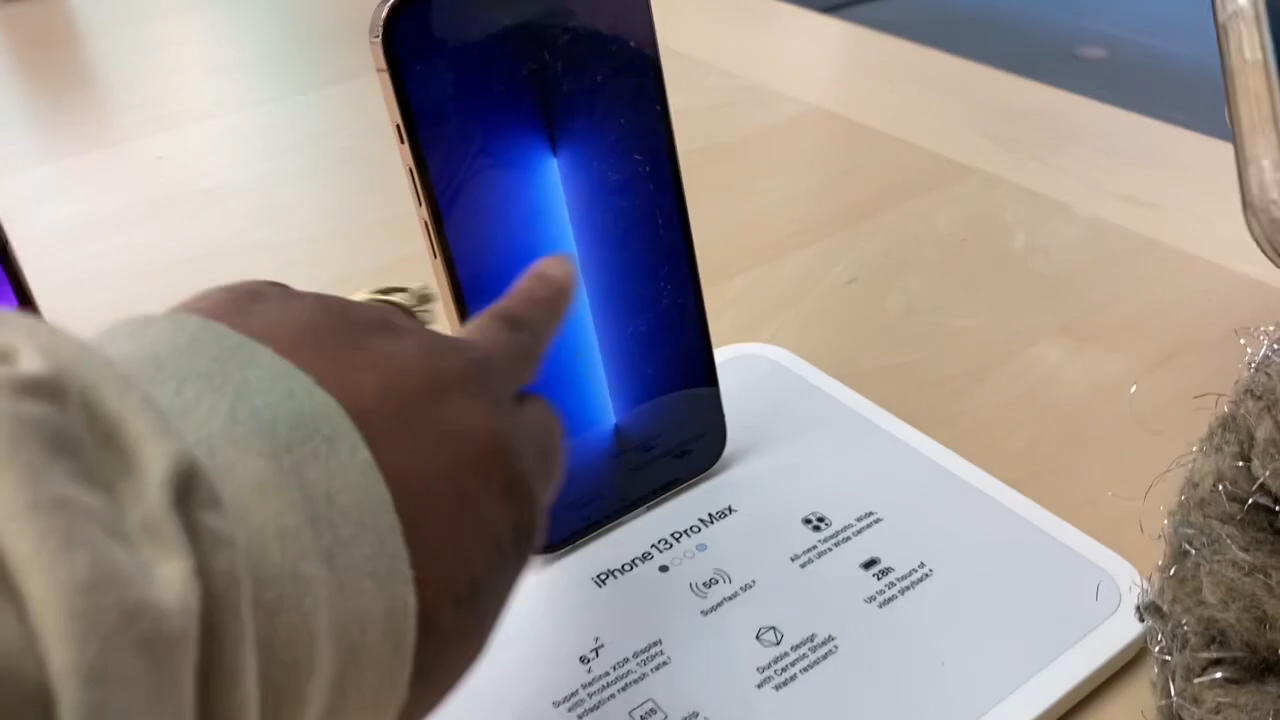 iPhone 13 Pro Max
5G
Superfast 5G.³
All-new Telephoto, Wide,
and Ultra Wide cameras.
28h
Up to 28 hours of
video playback.⁴
6.7"
Super Retina XDR display
with ProMotion, 120Hz
adaptive refresh rate.¹
Durable design
with Ceramic Shield.
Water resistant.²
A15